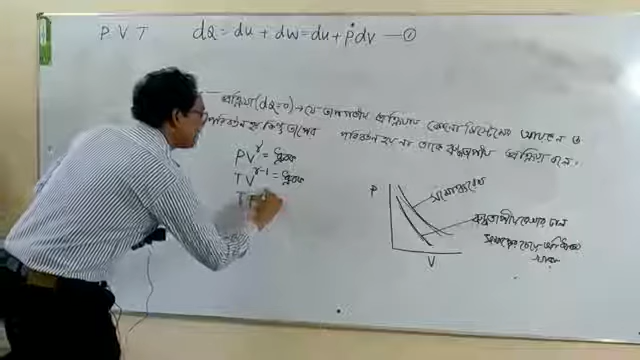 P V T
dQ = du + dw = du + pdv — ①
প্রক্রিয়া (dQ=0) → যে তাপগতীয় প্রক্রিয়ায় কোনো সিস্টেমের আয়তন ও
পরিবর্তন হয় কিন্তু তাপের পরিবর্তন হয় না তাকে রুদ্ধতাপীয় প্রক্রিয়া বলে।
PV^γ = ধ্রুবক
TV^γ-1 = ধ্রুবক
T
P
সমোষ্ণরেখ
রুদ্ধতাপীয় রেখার ঢাল
V